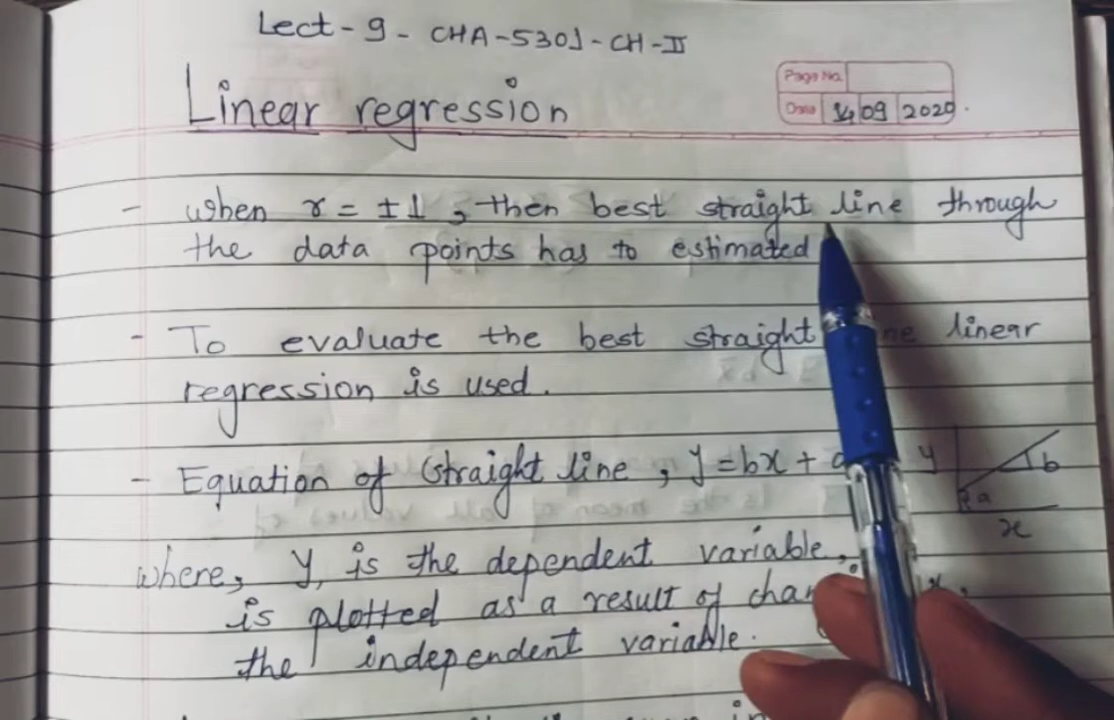 Lect - 9 - CHA-5301-CH-II
Linear regression
Page No.
Date 14 09 2020
- when r = ±1, then best straight line through
the data points has to estimated
- To evaluate the best straight linear
regression is used.
- Equation of straight line, y = bx +
y b
a
x
where, y, is the dependent variable,
is plotted as a result of
the independent variable.